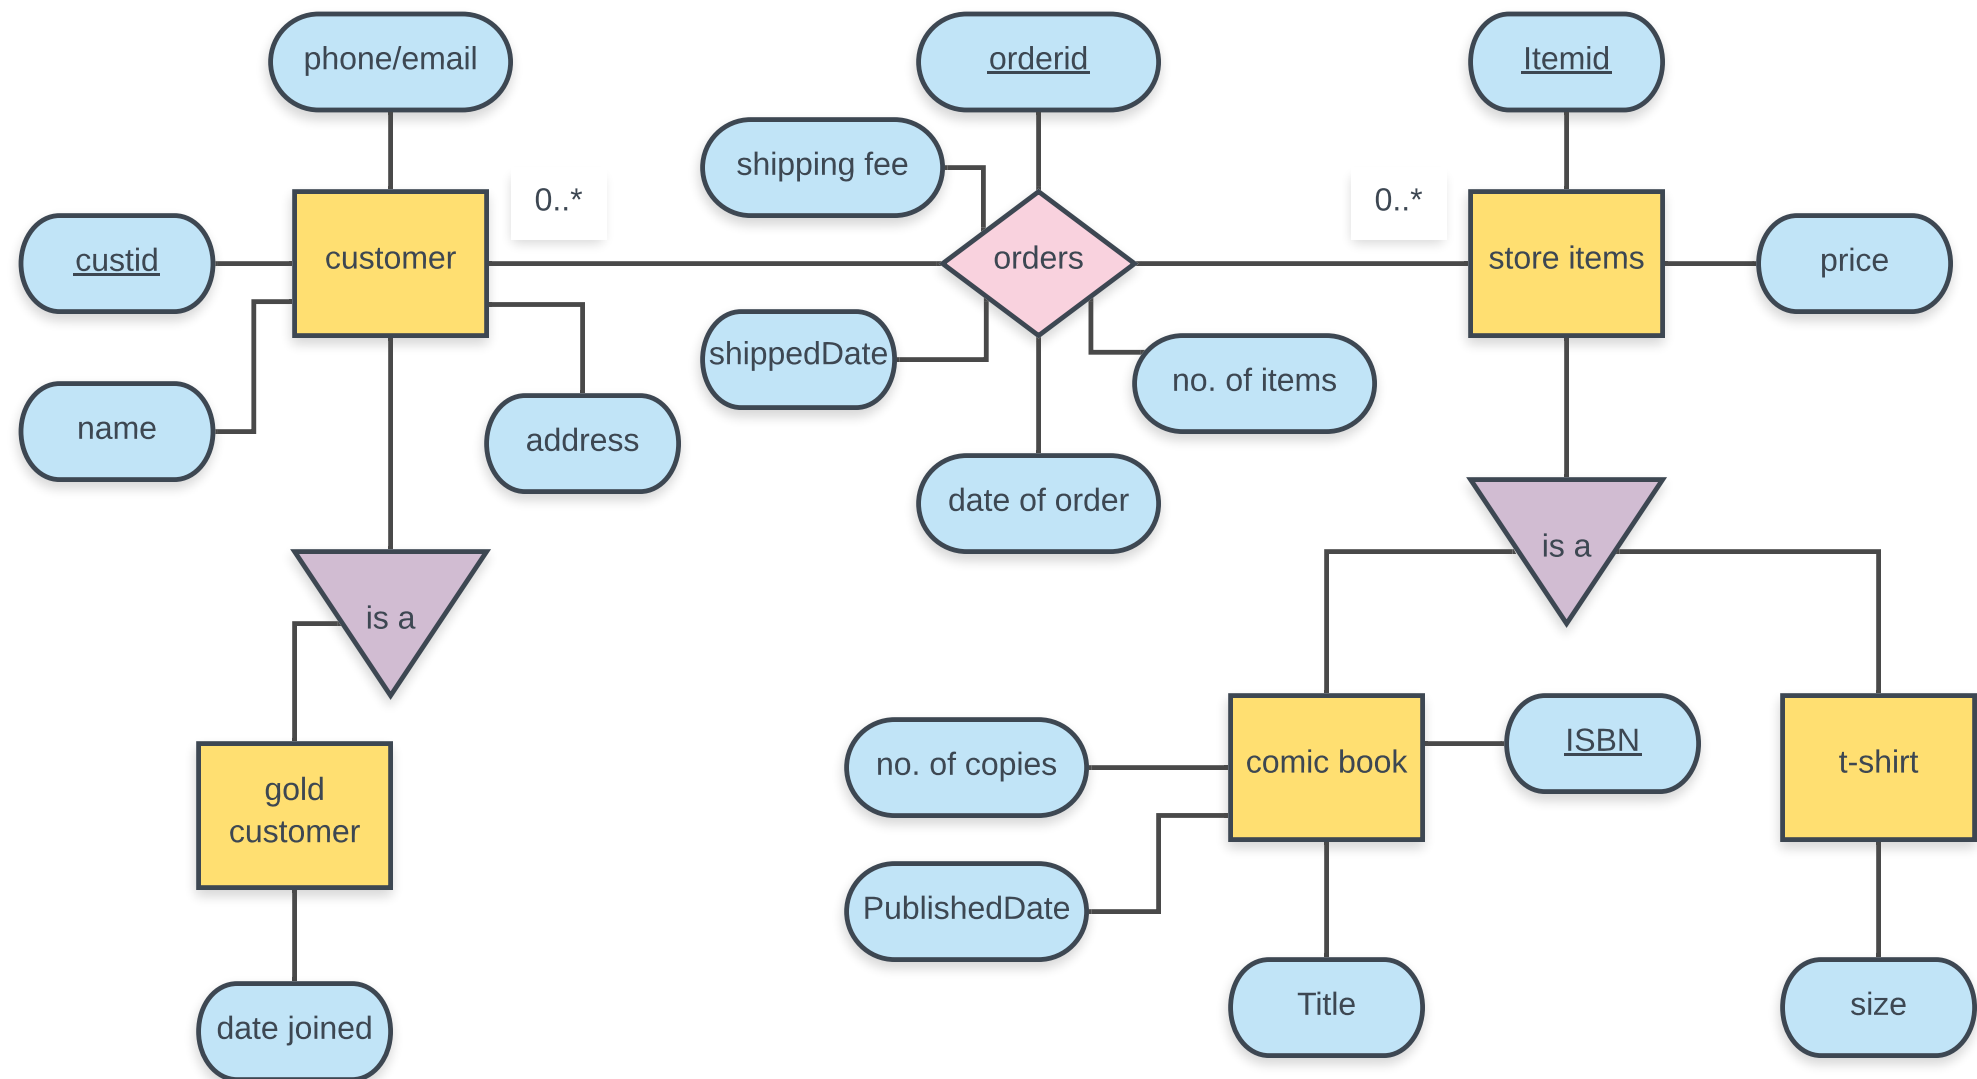 phone/email
orderid
Itemid
shipping fee
0..*
0..*
custid
customer
orders
store items
price
shippedDate
no. of items
name
address
date of order
is a
is a
no. of copies
comic book
ISBN
t-shirt
gold
customer
PublishedDate
Title
size
date joined